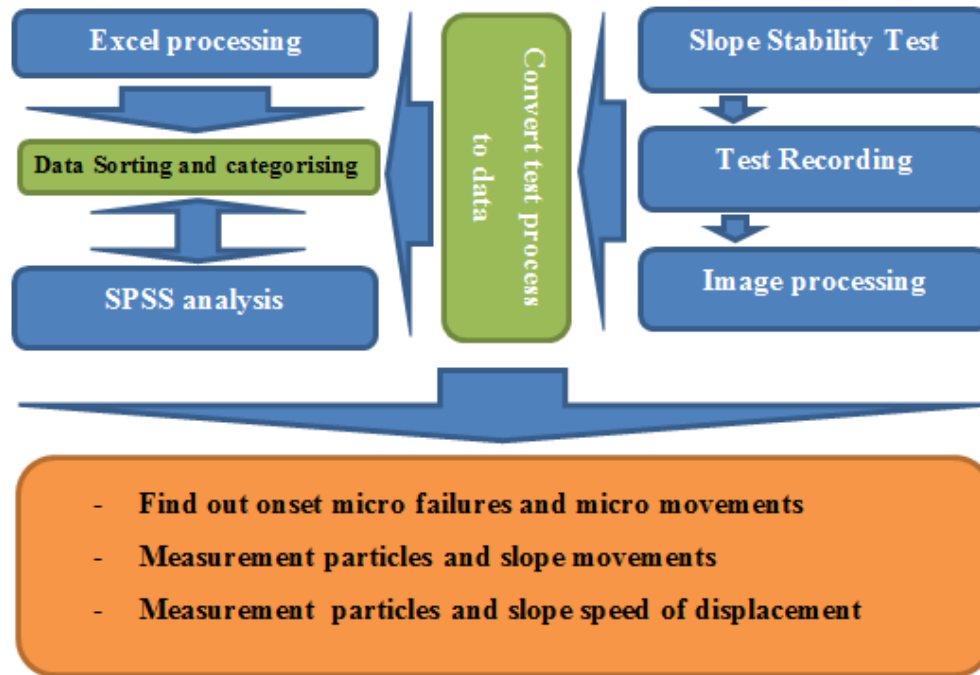 Excel processing
Data Sorting and categorising
SPSS analysis
Convert test process
to data
Slope Stability Test
Test Recording
Image processing
- Find out onset micro failures and micro movements
- Measurement particles and slope movements
- Measurement particles and slope speed of displacement